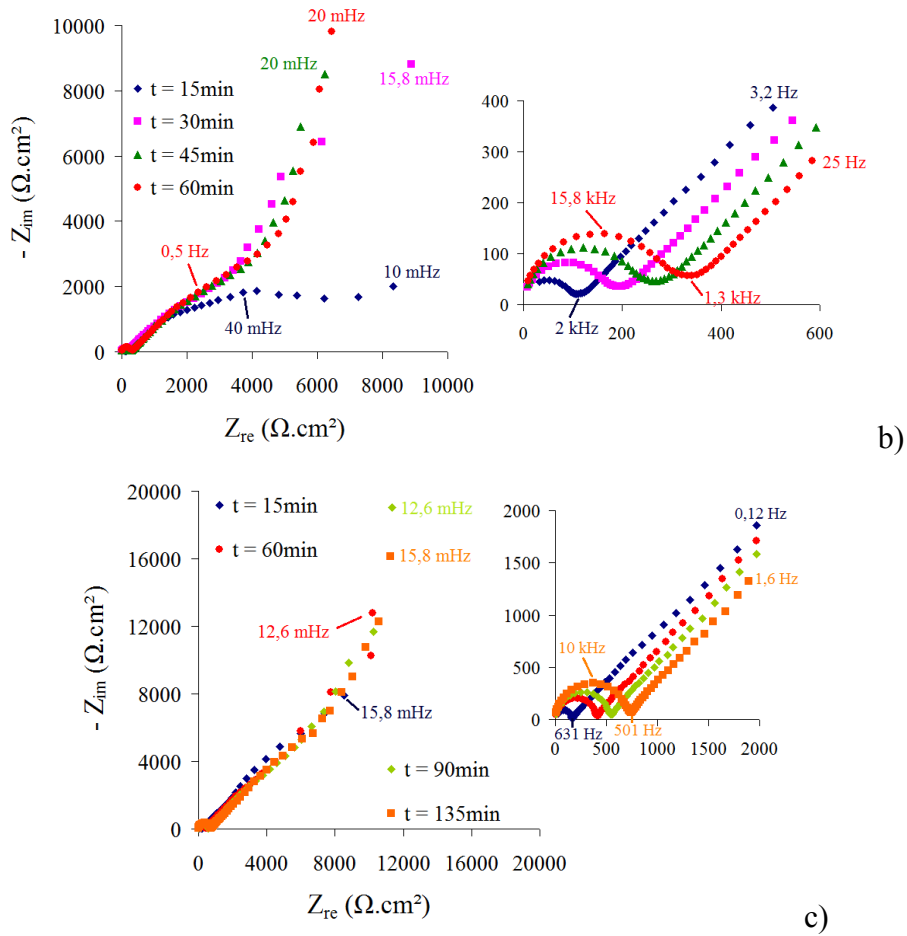 20 mHz
10000
8000
6000
4000
2000
0
- Zim (Ω.cm²)
t = 15min
t = 30min
t = 45min
t = 60min
20 mHz
15,8 mHz
0,5 Hz
10 mHz
40 mHz
0 2000 4000 6000 8000 10000
Zre (Ω.cm²)
400
300
200
100
0
3,2 Hz
25 Hz
15,8 kHz
1,3 kHz
2 kHz
0 200 400 600
b)
20000
16000
12000
8000
4000
0
- Zim (Ω.cm²)
t = 15min
t = 60min
12,6 mHz
15,8 mHz
12,6 mHz
15,8 mHz
t = 90min
t = 135min
0 4000 8000 12000 16000 20000
Zre (Ω.cm²)
2000
1500
1000
500
0
0,12 Hz
1,6 Hz
10 kHz
631 Hz
501 Hz
0 500 1000 1500 2000
c)